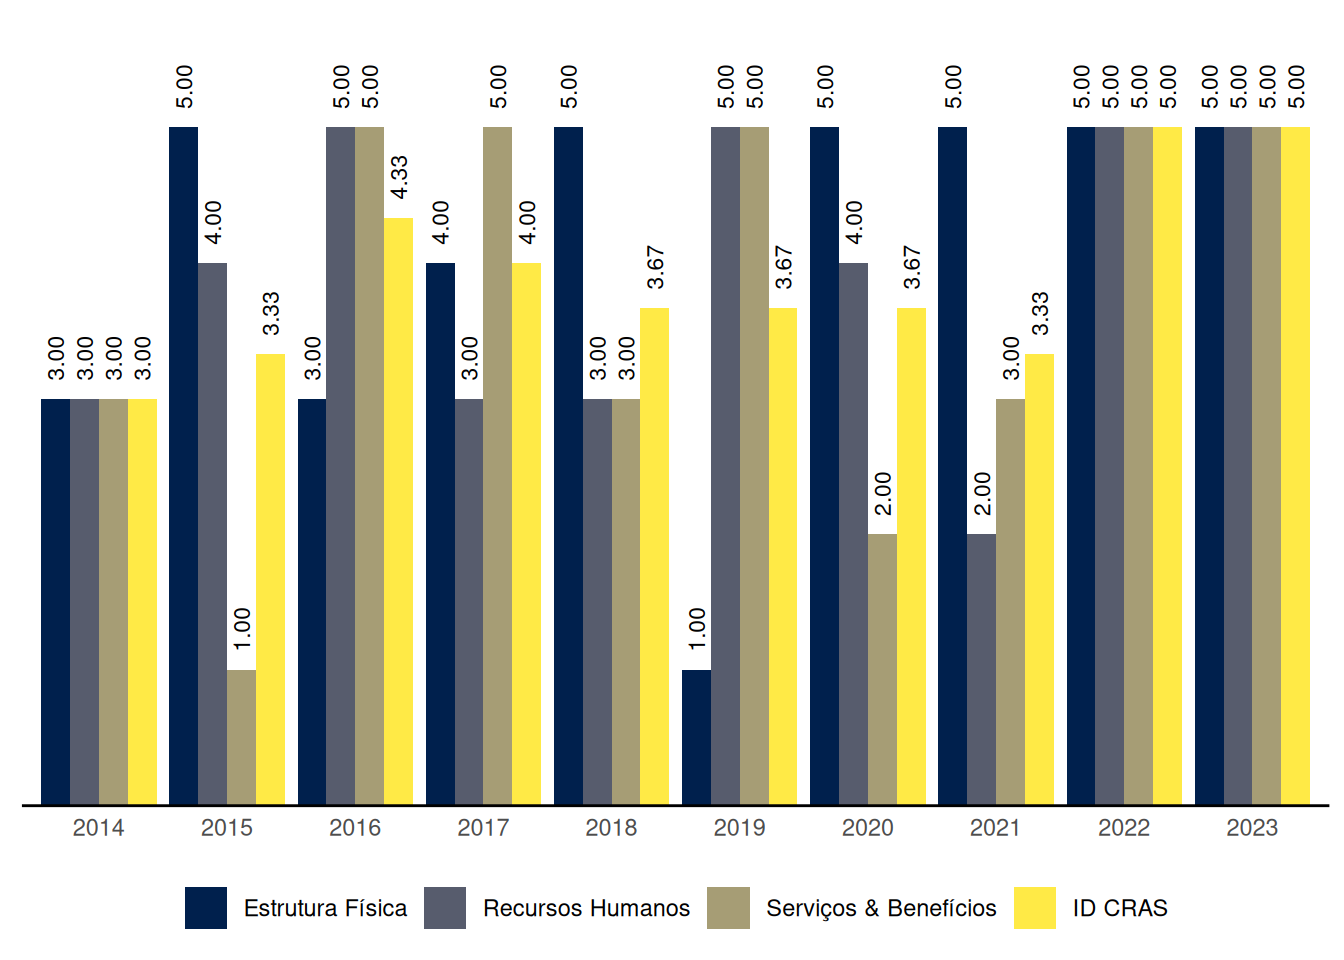 5.00 5.00 5.00 5.00 5.00 5.00 5.00 5.00 5.00 5.00 5.00 5.00 5.00 5.00 5.00 5.00
4.33
4.00 4.00 4.00 4.00
3.67 3.67 3.67
3.33 3.33
3.00 3.00 3.00 3.00 3.00 3.00 3.00 3.00 3.00
2.00 2.00
1.00 1.00
2014 2015 2016 2017 2018 2019 2020 2021 2022 2023
Estrutura Física Recursos Humanos Serviços & Benefícios ID CRAS